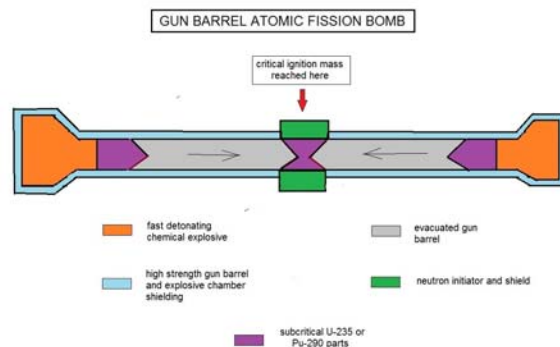 GUN BARREL ATOMIC FISSION BOMB
critical ignition mass
reached here
fast detonating
chemical explosive
evacuated gun
barrel
high strength gun barrel
and explosive chamber
shielding
neutron initiator and shield
subcritical U-235 or
Pu-290 parts